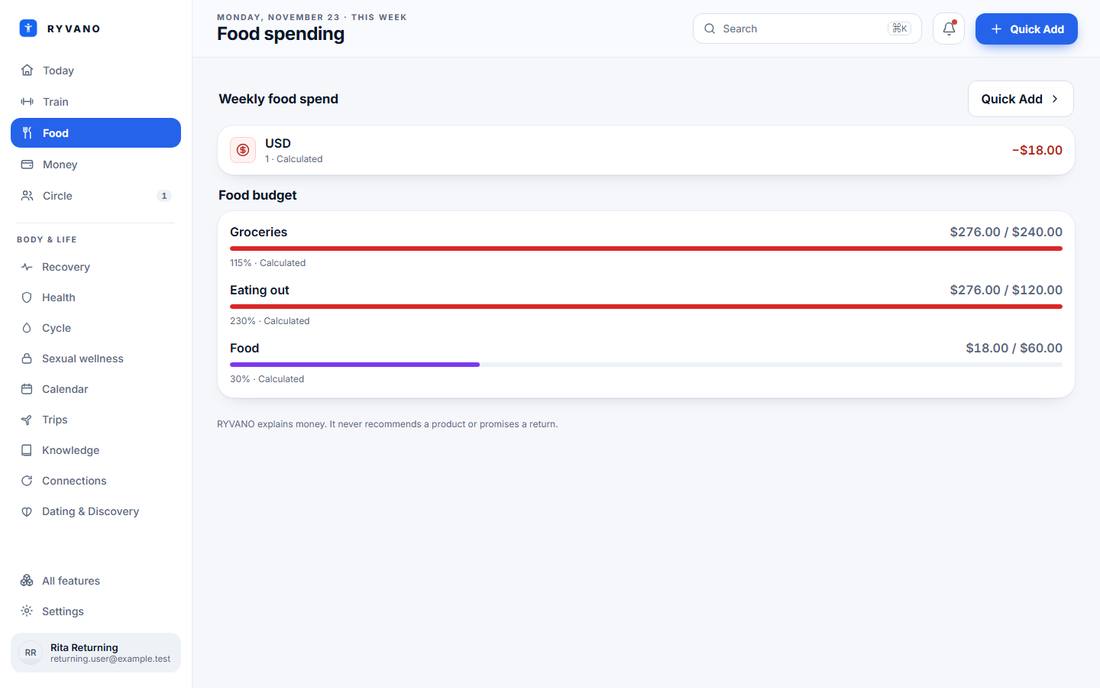 RYVANO
Today
Train
Food
Money
Circle 1
BODY & LIFE
Recovery
Health
Cycle
Sexual wellness
Calendar
Trips
Knowledge
Connections
Dating & Discovery
All features
Settings
RR
Rita Returning
returning.user@example.test
MONDAY, NOVEMBER 23 · THIS WEEK
Food spending
Search ⌘K
Quick Add
Weekly food spend
Quick Add
USD
1 · Calculated
−$18.00
Food budget
Groceries $276.00 / $240.00
115% · Calculated
Eating out $276.00 / $120.00
230% · Calculated
Food $18.00 / $60.00
30% · Calculated
RYVANO explains money. It never recommends a product or promises a return.